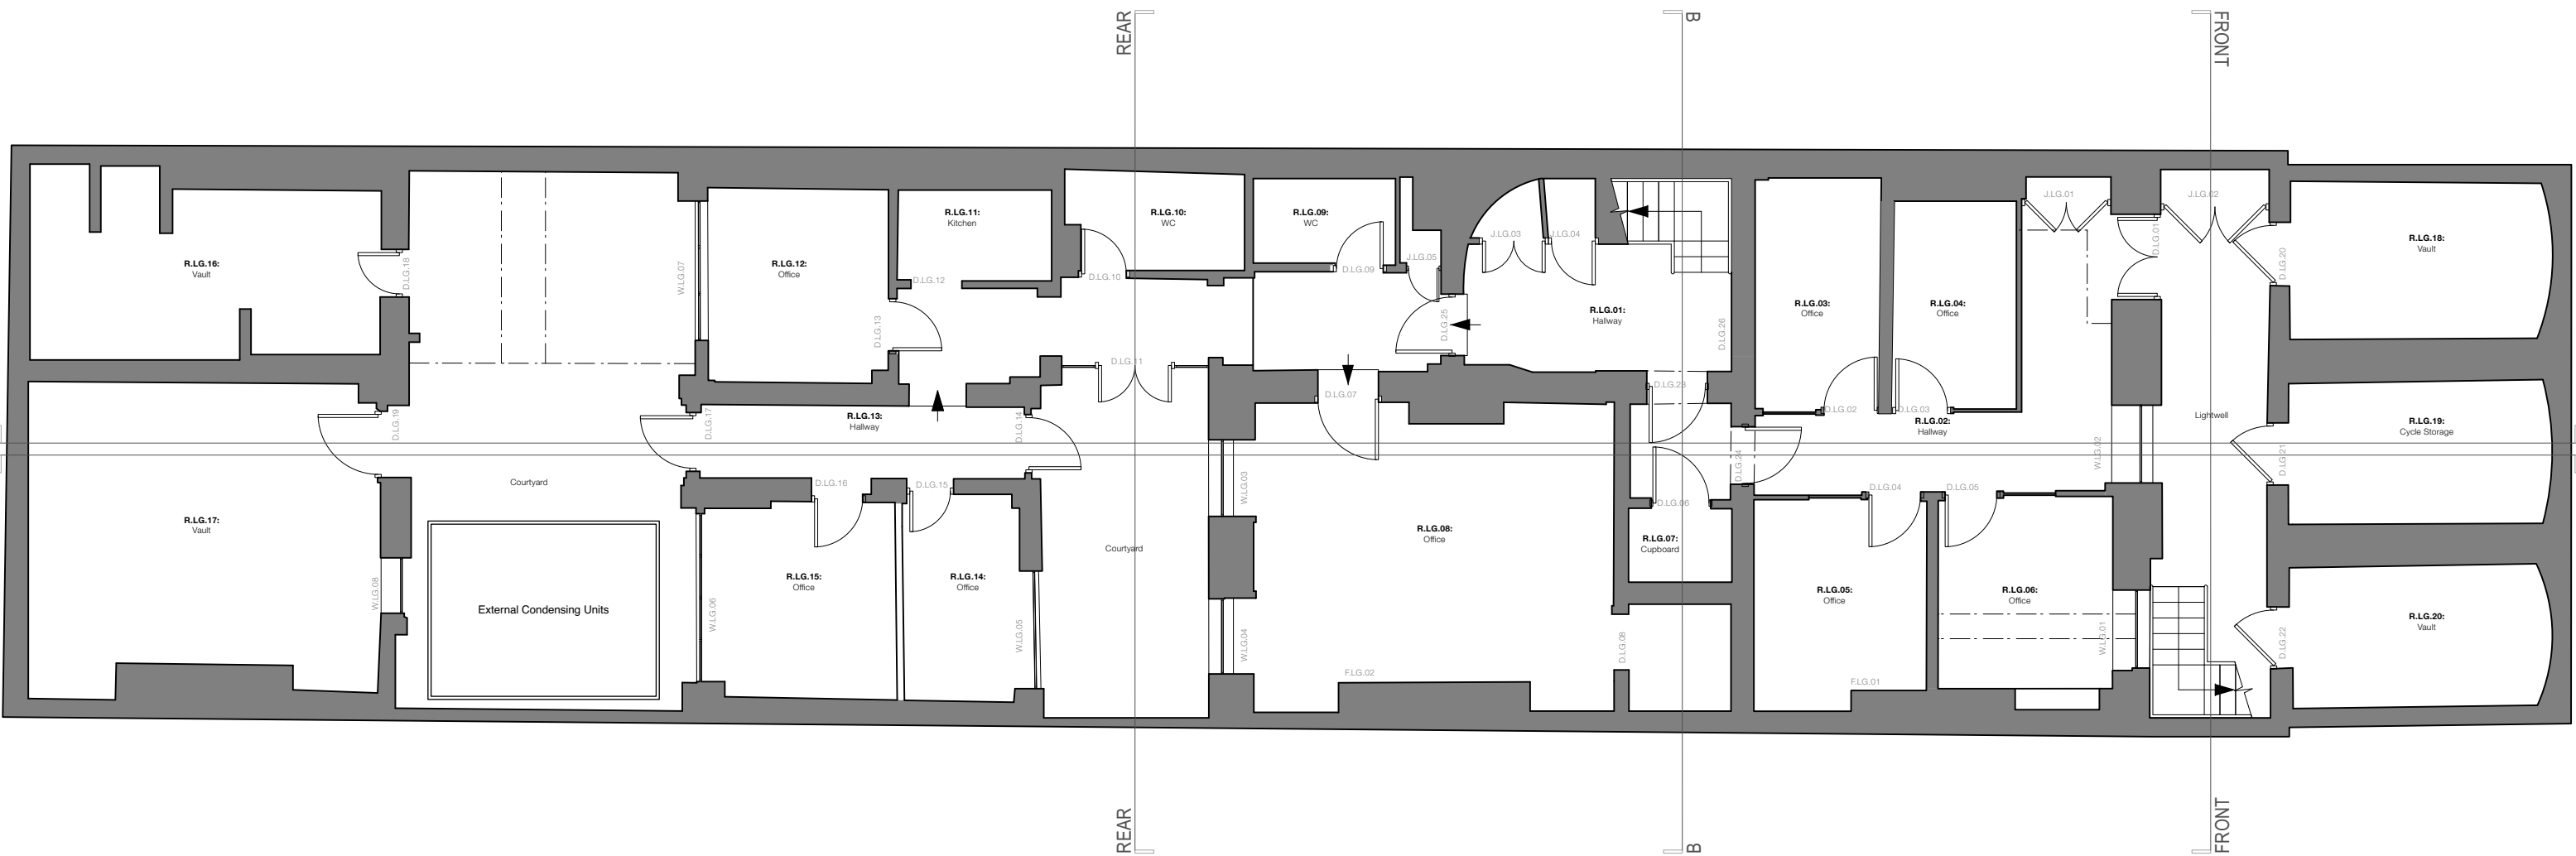 REAR
B
FRONT
R.LG.16:
Vault
D.LG.18
W.LG.07
R.LG.12:
Office
D.LG.13
R.LG.11:
Kitchen
D.LG.12
R.LG.10:
WC
D.LG.10
R.LG.09:
WC
D.LG.09
J.LG.05
J.LG.03
J.LG.04
D.LG.25
R.LG.01:
Hallway
D.LG.26
R.LG.03:
Office
R.LG.04:
Office
J.LG.01
D.LG.01
J.LG.02
D.LG.20
R.LG.18:
Vault
D.LG.11
D.LG.07
D.LG.23
D.LG.02
D.LG.03
D.LG.19
D.LG.17
R.LG.13:
Hallway
D.LG.14
R.LG.02:
Hallway
W.LG.02
Lightwell
D.LG.21
R.LG.19:
Cycle Storage
Courtyard
D.LG.16
D.LG.15
W.LG.03
D.LG.24
D.LG.04
D.LG.05
D.LG.06
R.LG.17:
Vault
R.LG.08:
Office
R.LG.07:
Cupboard
Courtyard
W.LG.08
External Condensing Units
W.LG.06
R.LG.15:
Office
R.LG.14:
Office
W.LG.05
W.LG.04
D.LG.08
R.LG.05:
Office
R.LG.06:
Office
W.LG.01
D.LG.22
R.LG.20:
Vault
F.LG.02
F.LG.01
REAR
B
FRONT